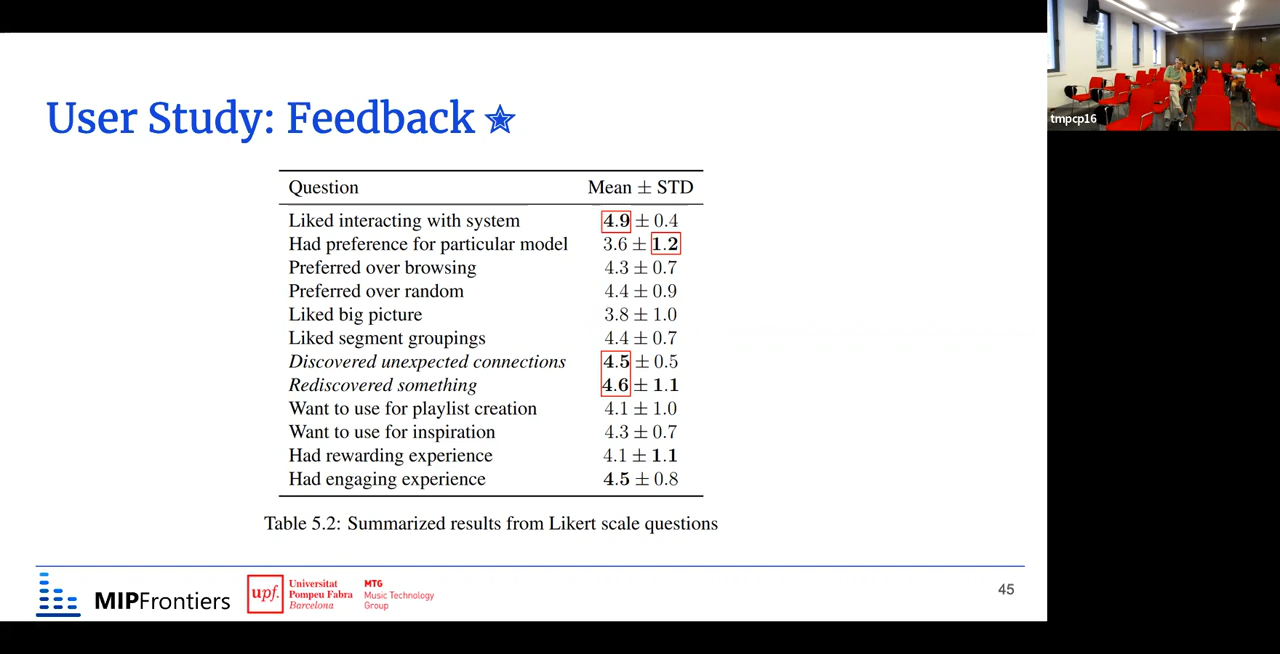 User Study: Feedback
Question Mean ± STD
Liked interacting with system 4.9 ± 0.4
Had preference for particular model 3.6 ± 1.2
Preferred over browsing 4.3 ± 0.7
Preferred over random 4.4 ± 0.9
Liked big picture 3.8 ± 1.0
Liked segment groupings 4.4 ± 0.7
Discovered unexpected connections 4.5 ± 0.5
Rediscovered something 4.6 ± 1.1
Want to use for playlist creation 4.1 ± 1.0
Want to use for inspiration 4.3 ± 0.7
Had rewarding experience 4.1 ± 1.1
Had engaging experience 4.5 ± 0.8
Table 5.2: Summarized results from Likert scale questions
MIPFrontiers
upf.
Universitat
Pompeu Fabra
Barcelona
MTG
Music Technology
Group
45
tmpcp16